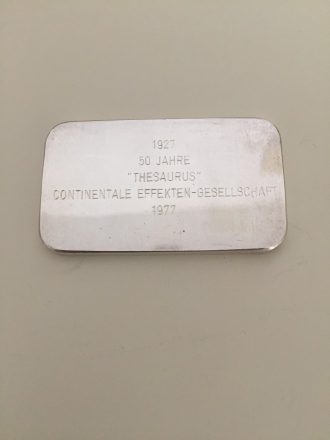 1927
50 JAHRE
"THESAURUS"
CONTINENTALE EFFEKTEN-GESELLSCHAFT
1977